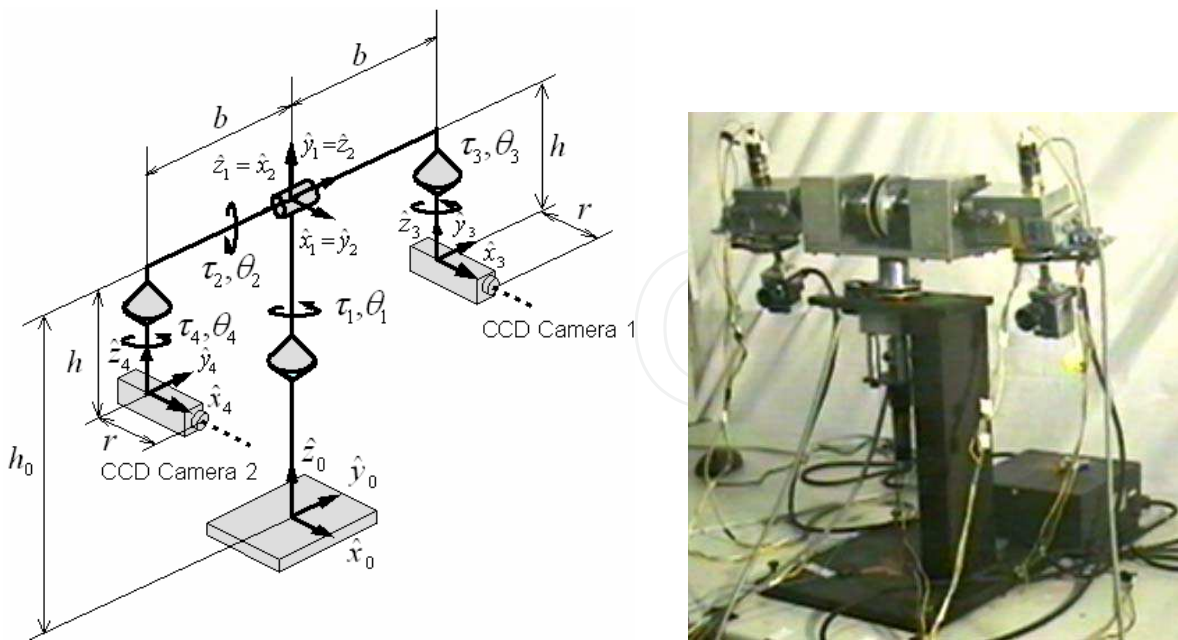 b
b
h
r
ŷ₁ = ẑ₂
ẑ₁ = x̂₂
τ₃, θ₃
x̂₁ = ŷ₂
ẑ₃
ŷ₃
x̂₃
τ₂, θ₂
τ₁, θ₁
CCD Camera 1
τ₄, θ₄
ẑ₄
ŷ₄
x̂₄
h
r
CCD Camera 2
h₀
ẑ₀
ŷ₀
x̂₀